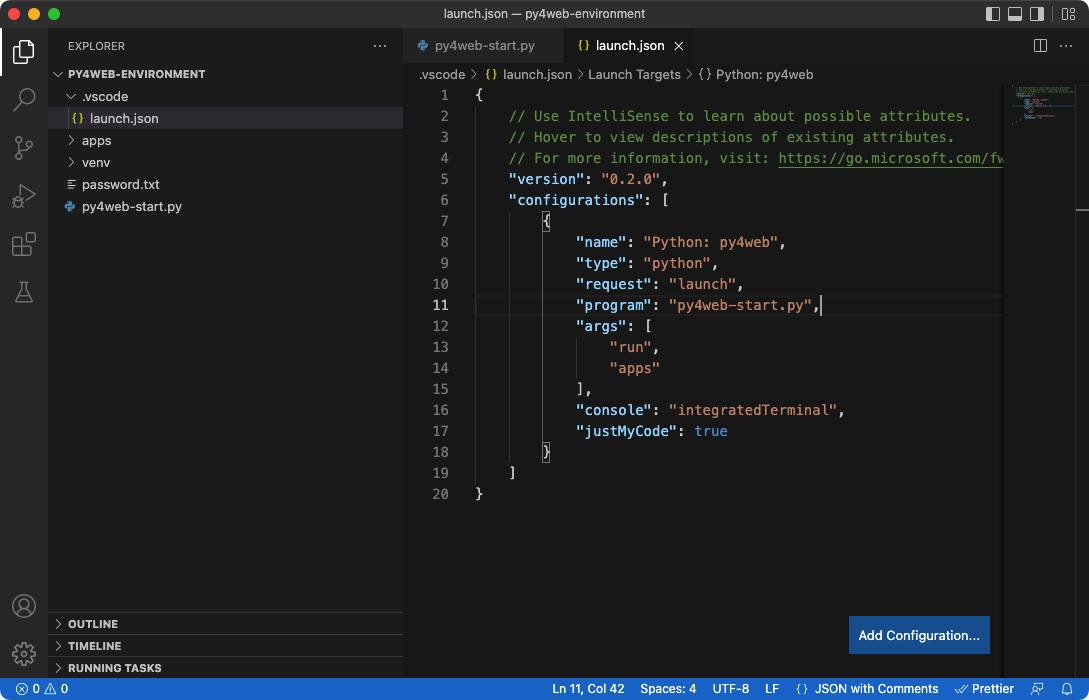 launch.json — py4web-environment
EXPLORER
PY4WEB-ENVIRONMENT
.vscode
{} launch.json
apps
venv
password.txt
py4web-start.py
OUTLINE
TIMELINE
RUNNING TASKS
py4web-start.py
{} launch.json
.vscode > {} launch.json > Launch Targets > {} Python: py4web
1 {
2 // Use IntelliSense to learn about possible attributes.
3 // Hover to view descriptions of existing attributes.
4 // For more information, visit: https://go.microsoft.com/fw
5 "version": "0.2.0",
6 "configurations": [
7 {
8 "name": "Python: py4web",
9 "type": "python",
10 "request": "launch",
11 "program": "py4web-start.py",
12 "args": [
13 "run",
14 "apps"
15 ],
16 "console": "integratedTerminal",
17 "justMyCode": true
18 }
19 ]
20 }
Add Configuration...
0 0 Ln 11, Col 42 Spaces: 4 UTF-8 LF {} JSON with Comments Prettier